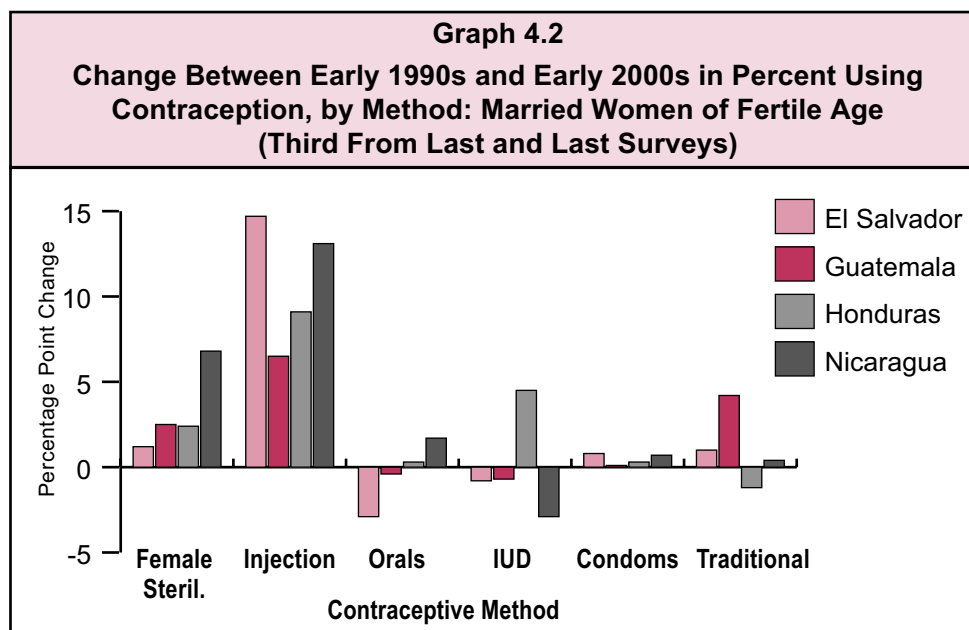 Graph 4.2
Change Between Early 1990s and Early 2000s in Percent Using
Contraception, by Method: Married Women of Fertile Age
(Third From Last and Last Surveys)
Percentage Point Change
15
10
5
0
-5
El Salvador
Guatemala
Honduras
Nicaragua
Female
Steril.
Injection
Orals
IUD
Condoms
Traditional
Contraceptive Method